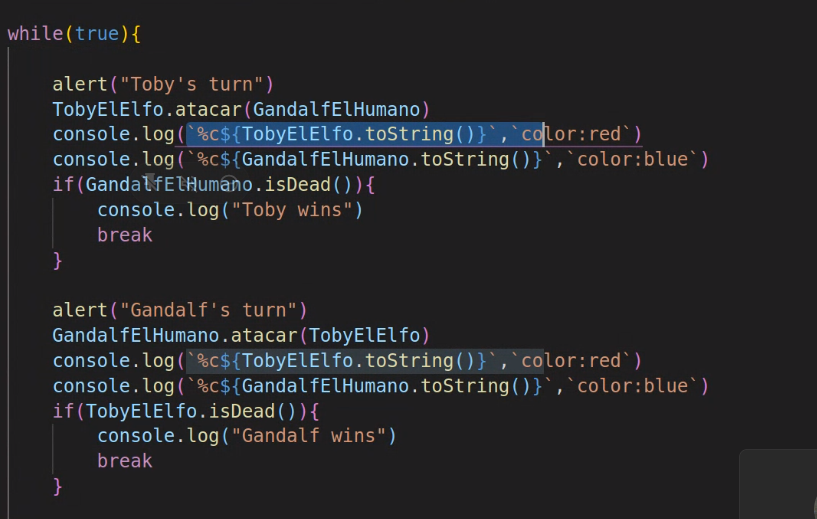 while(true){
alert("Toby's turn")
TobyElElfo.atacar(GandalfElHumano)
console.log(`%c${TobyElElfo.toString()}`,`color:red`)
console.log(`%c${GandalfElHumano.toString()}`,`color:blue`)
if(GandalfElHumano.isDead()){
console.log("Toby wins")
break
}
alert("Gandalf's turn")
GandalfElHumano.atacar(TobyElElfo)
console.log(`%c${TobyElElfo.toString()}`,`color:red`)
console.log(`%c${GandalfElHumano.toString()}`,`color:blue`)
if(TobyElElfo.isDead()){
console.log("Gandalf wins")
break
}